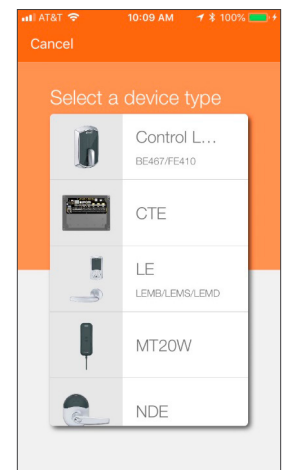 AT&T 10:09 AM 100%
Cancel
Select a device type
Control L...
BE467/FE410
CTE
LE
LEMB/LEMS/LEMD
MT20W
NDE